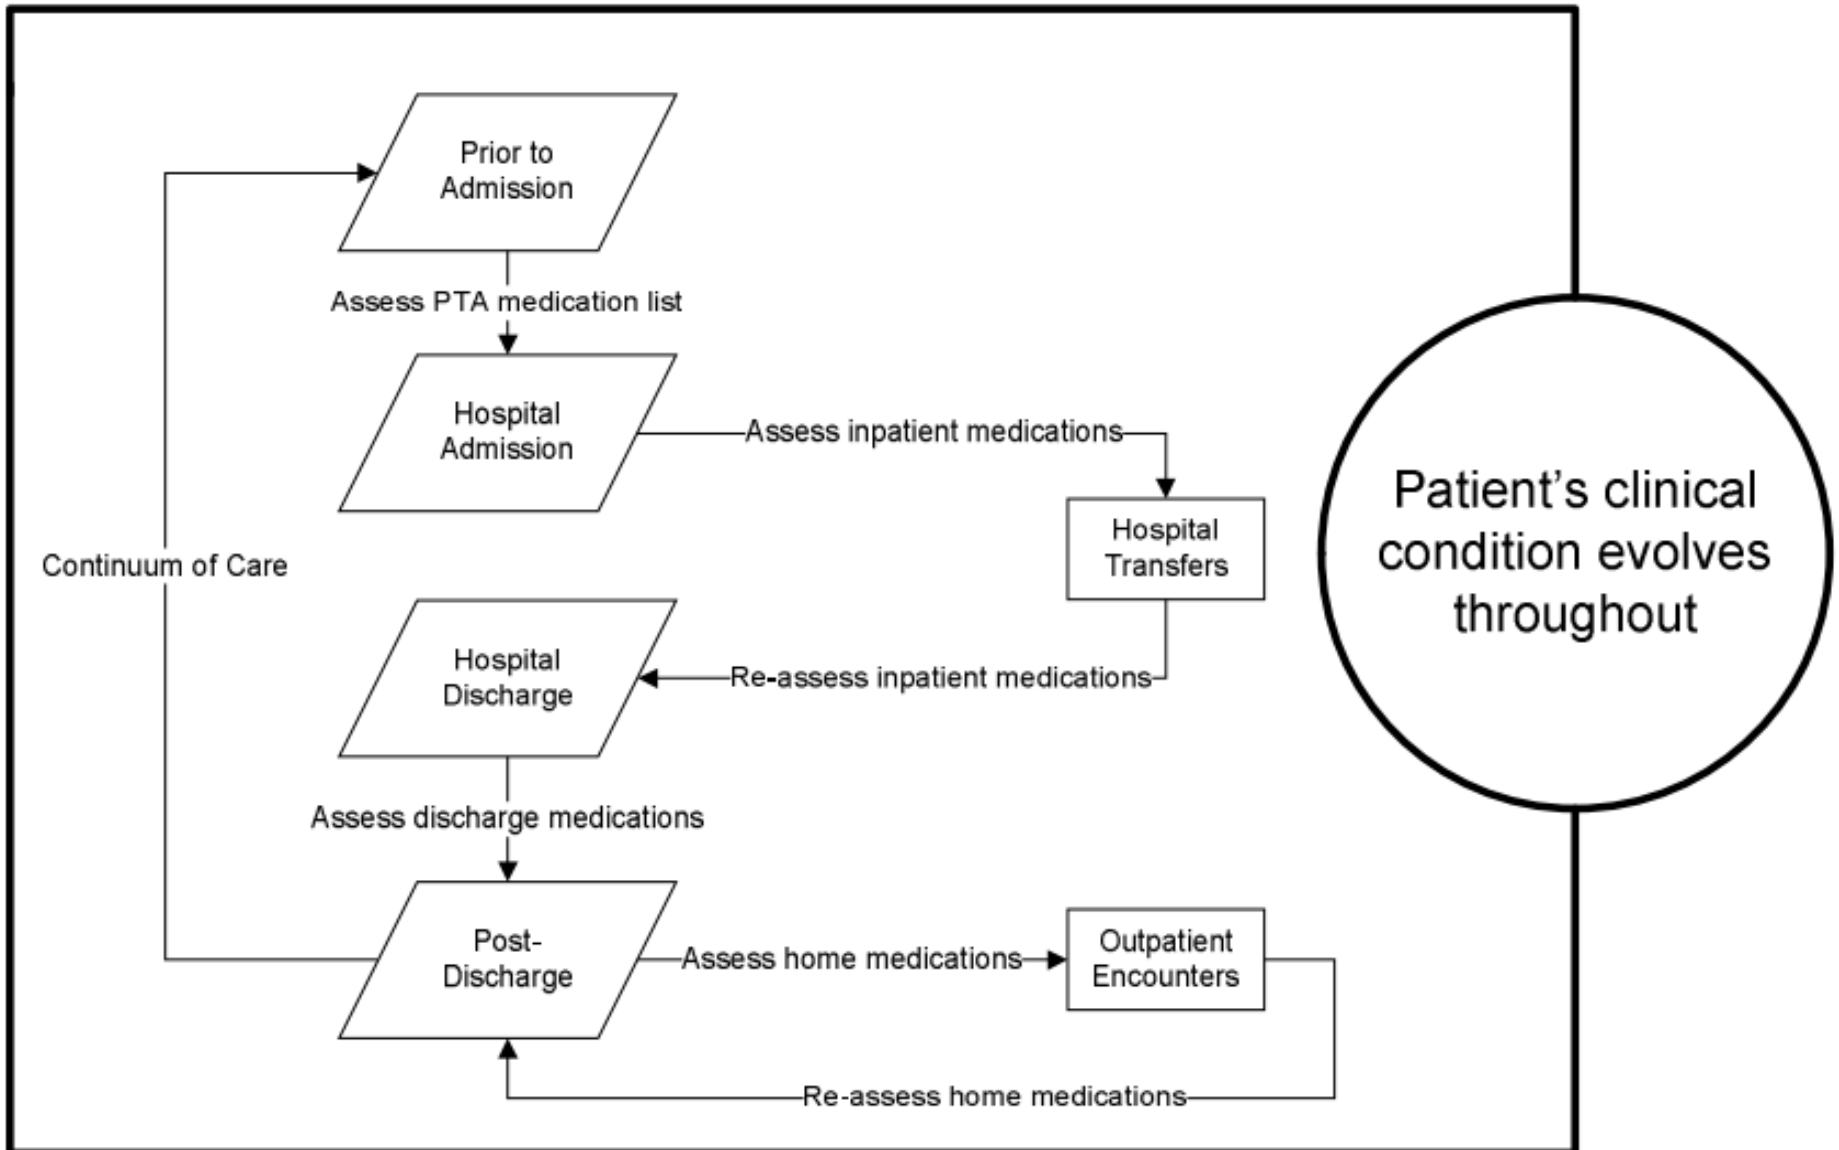 Prior to
Admission
Assess PTA medication list
Hospital
Admission
Assess inpatient medications
Hospital
Transfers
Patient’s clinical
condition evolves
throughout
Continuum of Care
Hospital
Discharge
Re-assess inpatient medications
Assess discharge medications
Post-
Discharge
Assess home medications
Outpatient
Encounters
Re-assess home medications